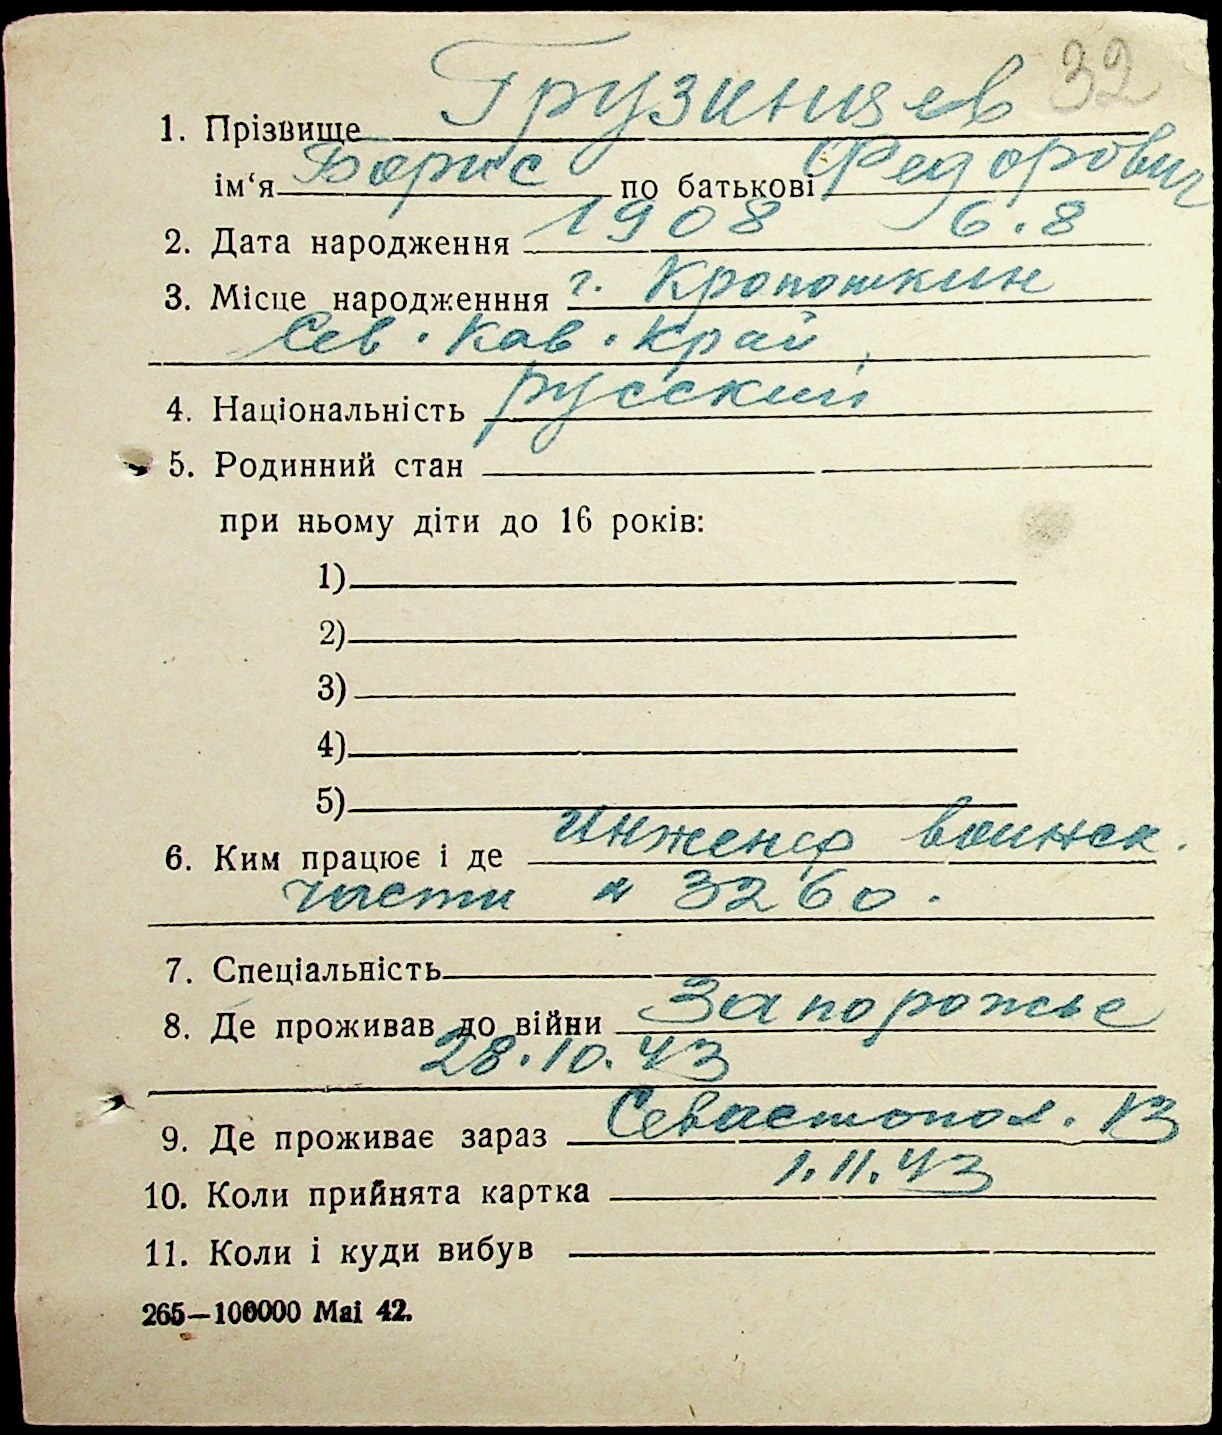 32
1. Прізвище Грузинцев
ім‘я Борис по батькові Федорович
2. Дата народження 1908 6.8
3. Місце народженння г. Кропоткин
Сев. Кав. Край
4. Національність русский
5. Родинний стан
при ньому діти до 16 років:
1)
2)
3)
4)
5)
6. Ким працює і де инженер воинск.
части № 3260.
7. Спеціальність
8. Де проживав до війни Запорожье
28.10.43
9. Де проживає зараз Севастопол. 13
10. Коли прийнята картка 1.11.43
11. Коли і куди вибув
265—100000 Mai 42.